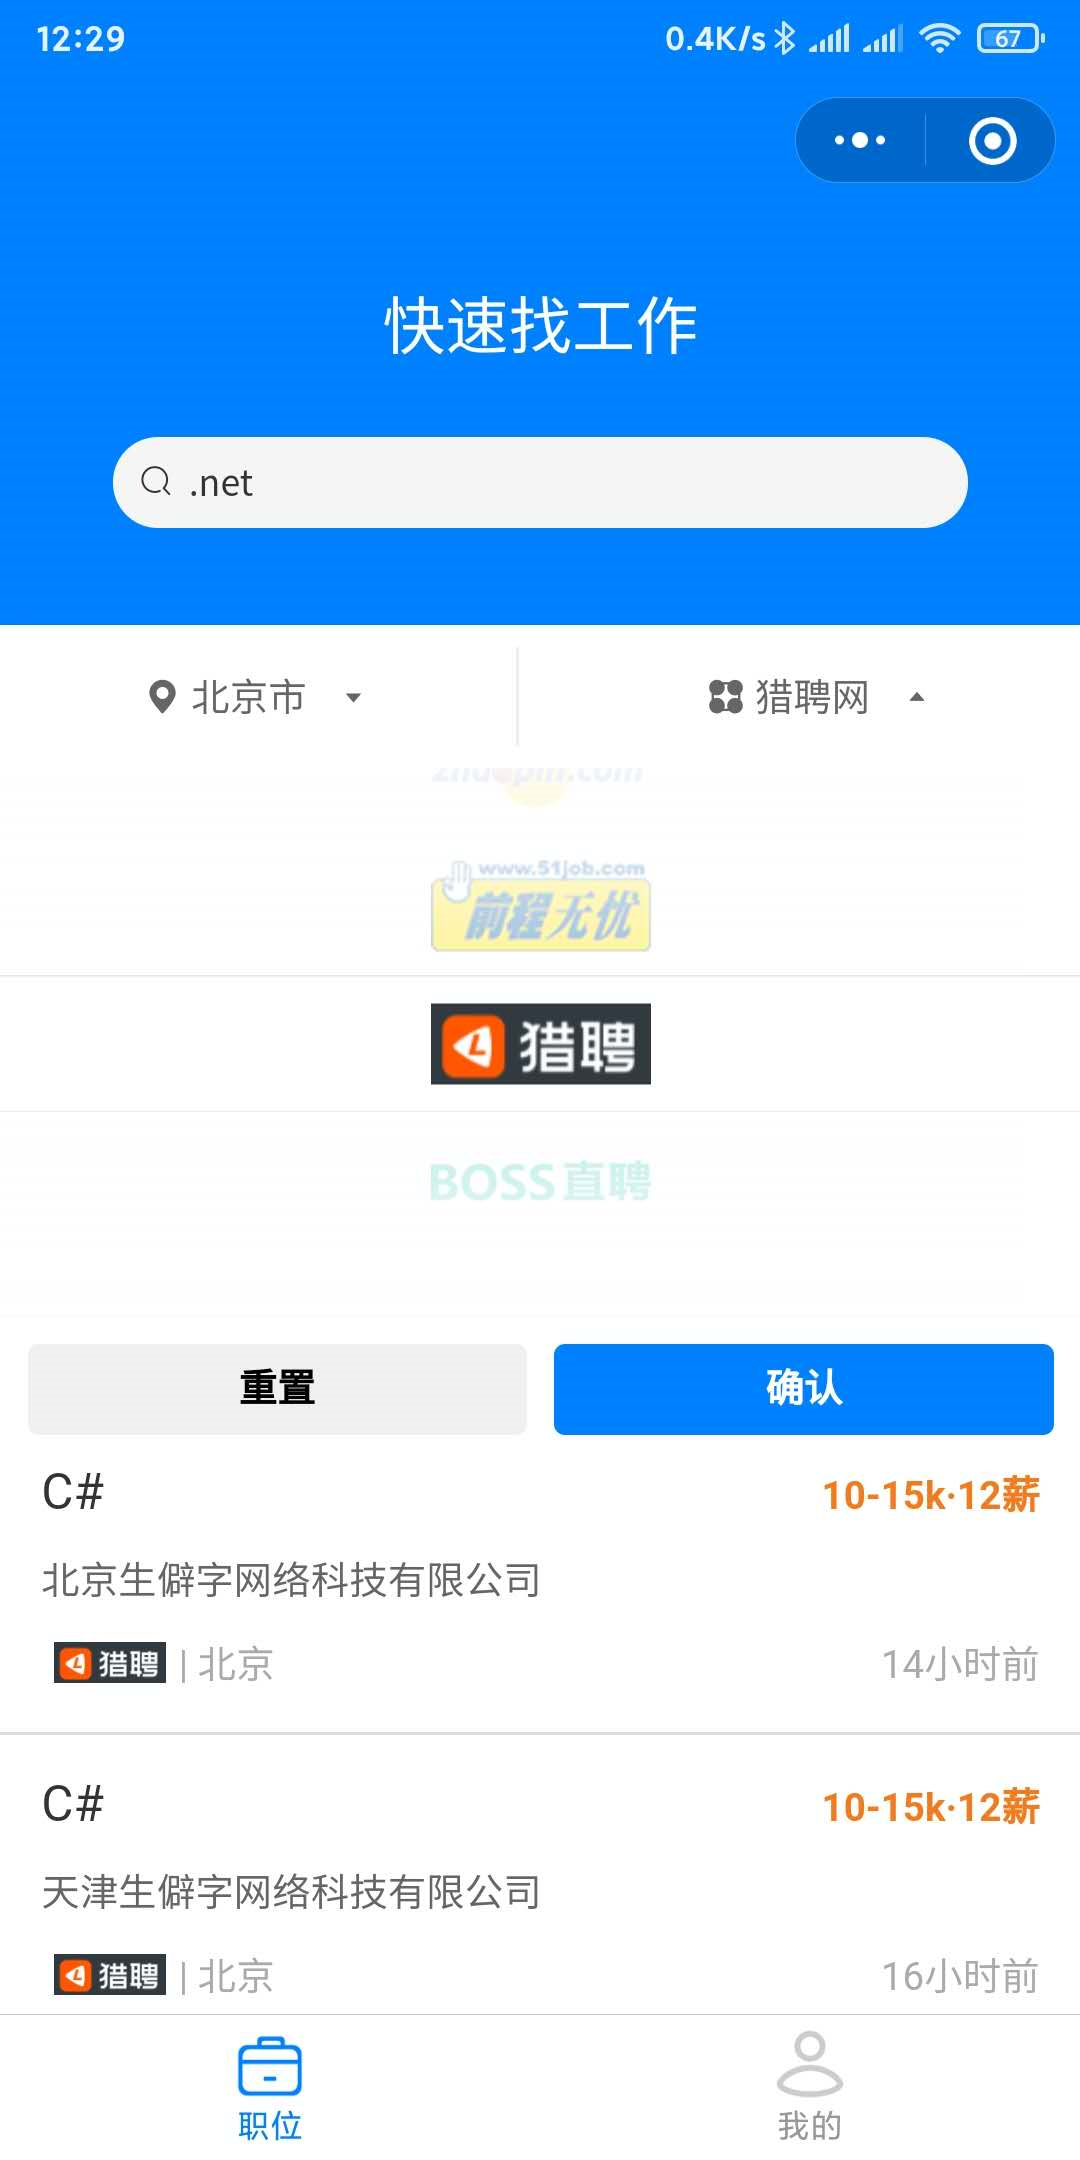 12:29
0.4K/s
67
快速找工作
.net
北京市
猎聘网
zhaopin.com
www.51job.com
前程无忧
猎聘
BOSS直聘
重置
确认
C#
10-15k·12薪
北京生僻字网络科技有限公司
猎聘 | 北京
14小时前
C#
10-15k·12薪
天津生僻字网络科技有限公司
猎聘 | 北京
16小时前
职位
我的